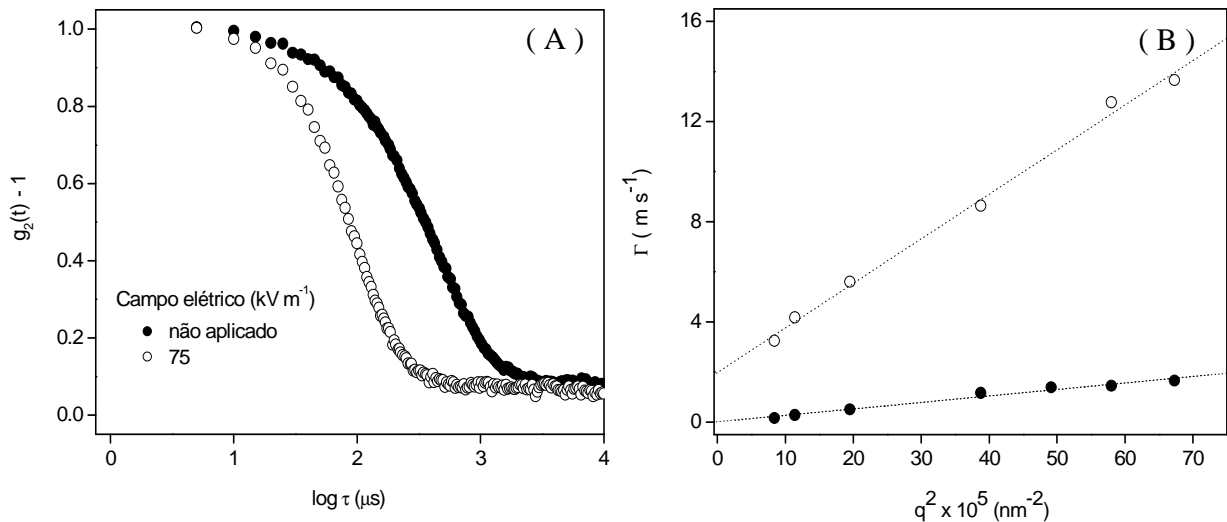 ( A )
1.0
0.8
0.6
0.4
0.2
0.0
g₂(t) - 1
Campo elétrico (kV m⁻¹)
não aplicado
75
0 1 2 3 4
log τ (μs)
( B )
16
12
8
4
0
Γ ( m s⁻¹)
0 10 20 30 40 50 60 70
q² x 10⁵ (nm⁻²)